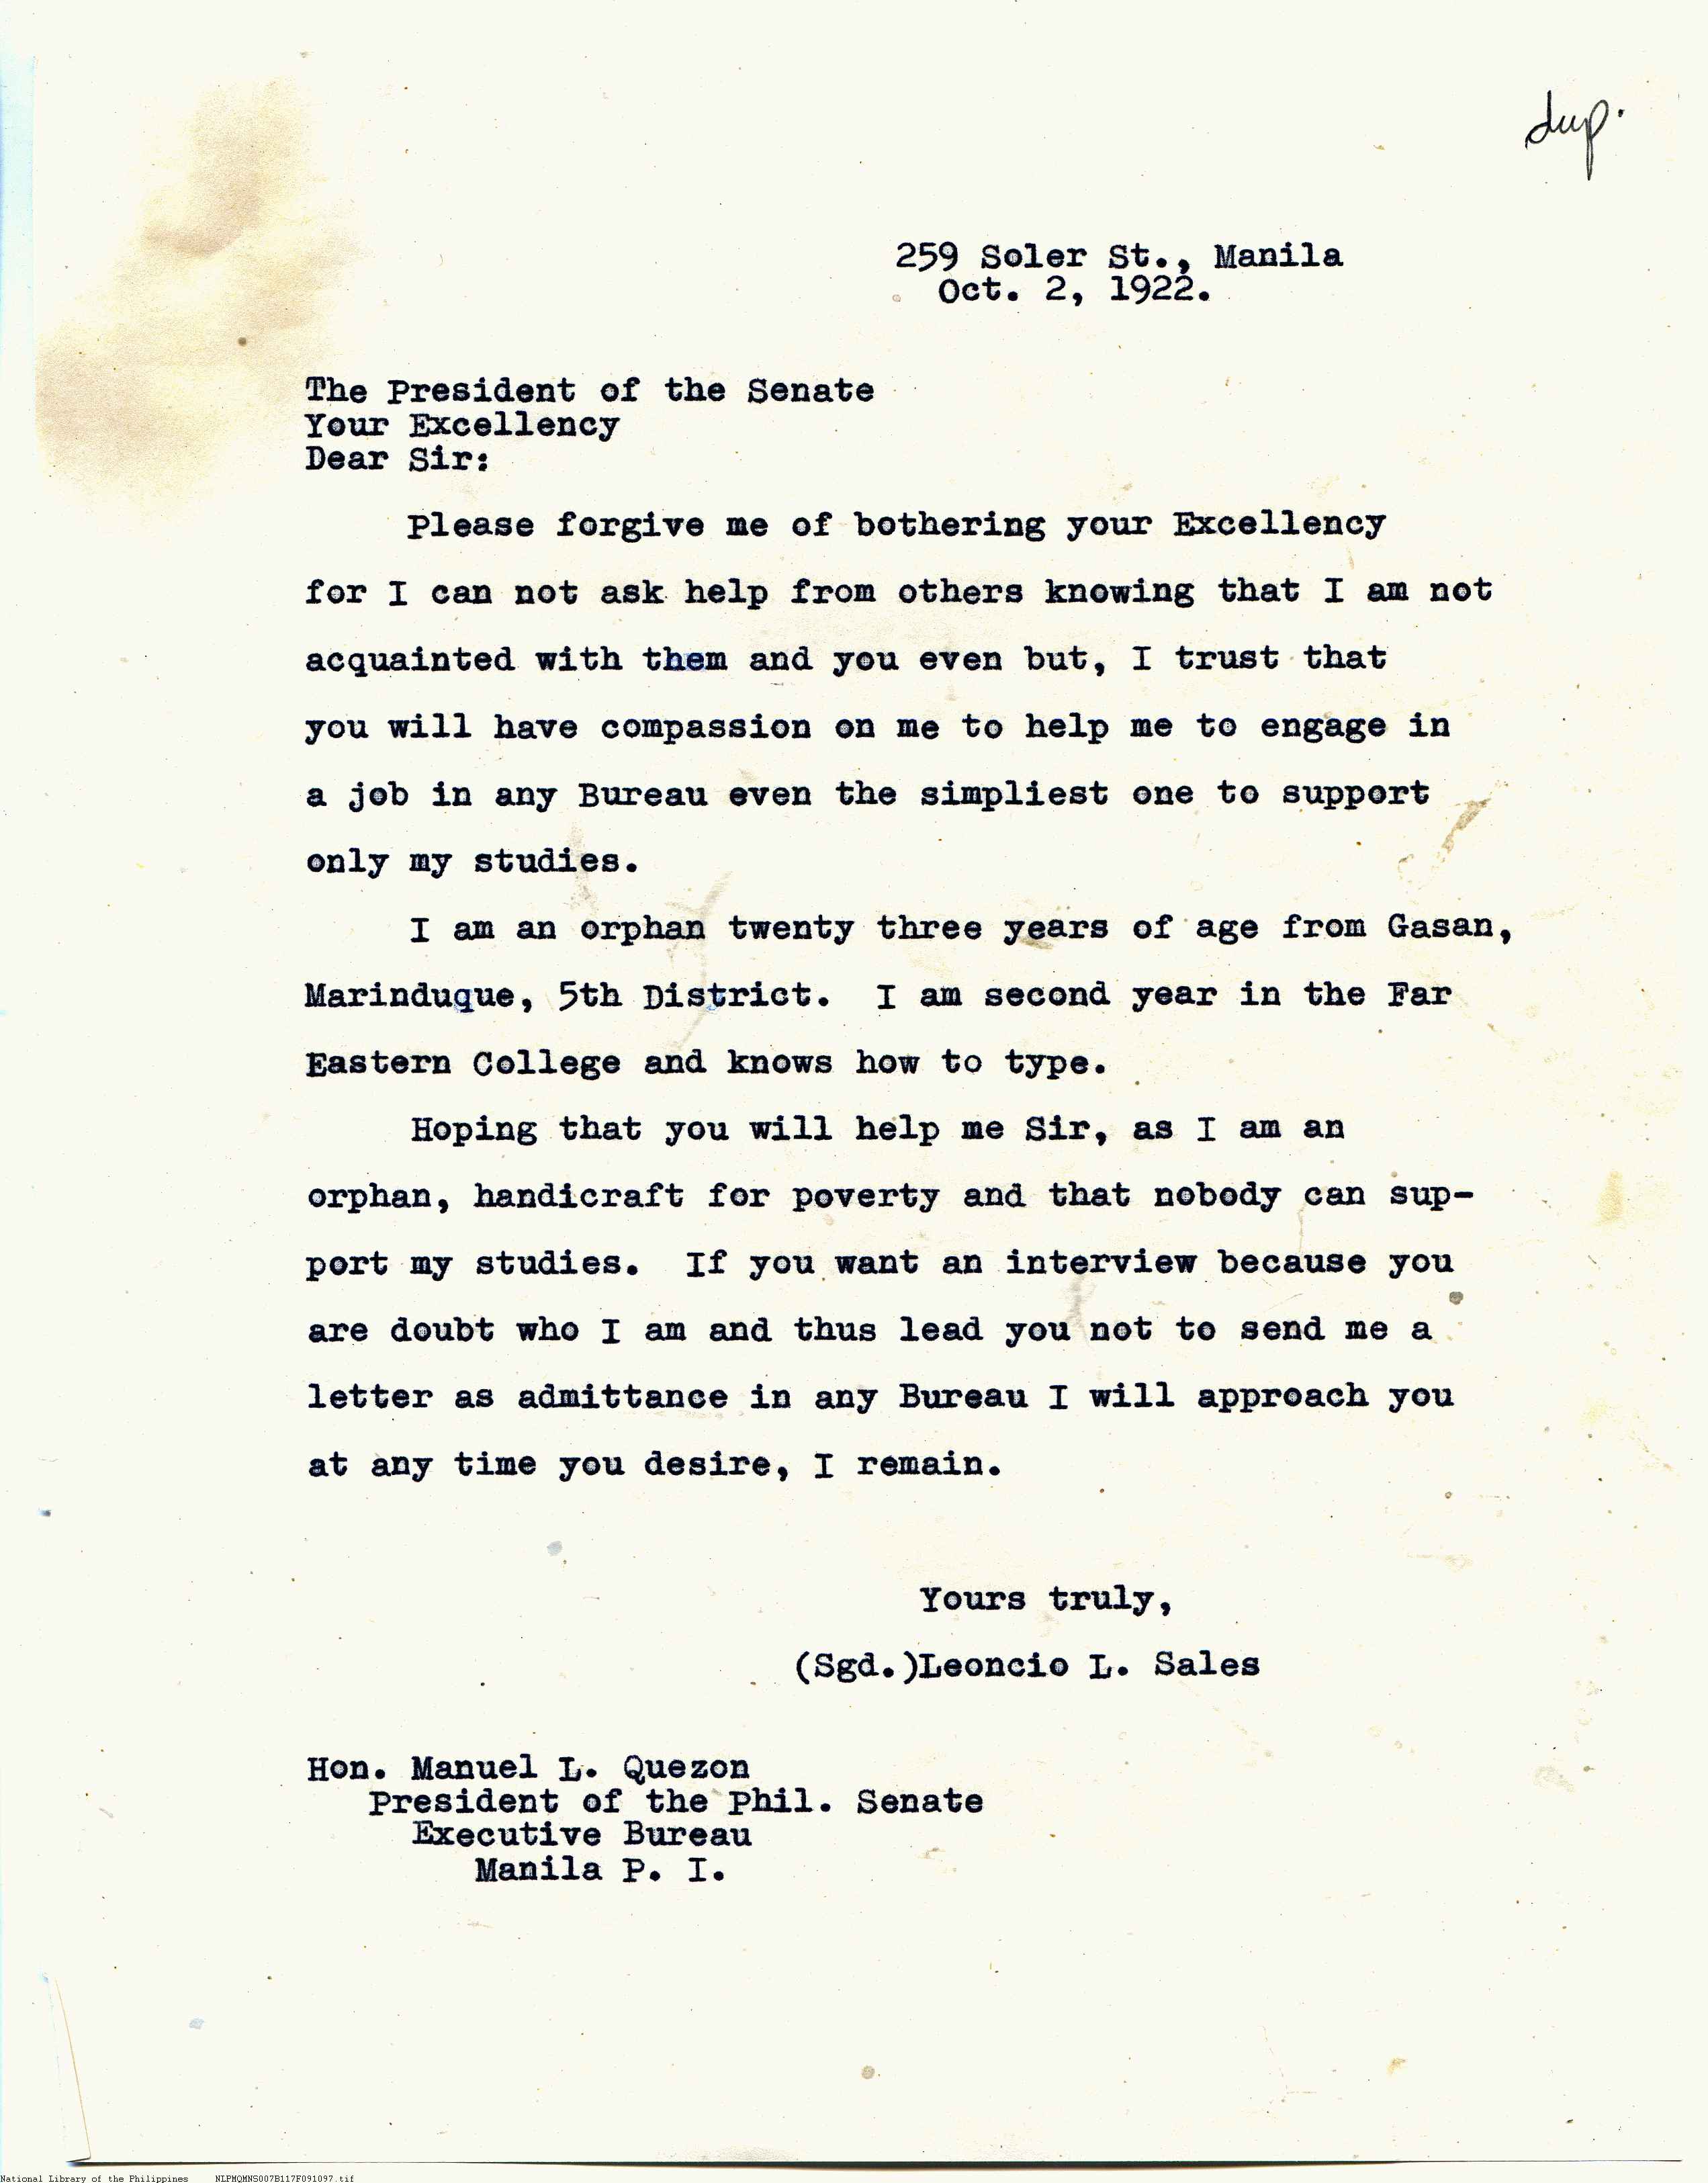 dup.
259 Soler St., Manila
Oct. 2, 1922.
The President of the Senate
Your Excellency
Dear Sir:
Please forgive me of bothering your Excellency
for I can not ask help from others knowing that I am not
acquainted with them and you even but, I trust that
you will have compassion on me to help me to engage in
a job in any Bureau even the simpliest one to support
only my studies.
I am an orphan twenty three years of age from Gasan,
Marinduque, 5th District. I am second year in the Far
Eastern College and knows how to type.
Hoping that you will help me Sir, as I am an
orphan, handicraft for poverty and that nobody can sup-
port my studies. If you want an interview because you
are doubt who I am and thus lead you not to send me a
letter as admittance in any Bureau I will approach you
at any time you desire, I remain.
Yours truly,
(Sgd.)Leoncio L. Sales
Hon. Manuel L. Quezon
President of the Phil. Senate
Executive Bureau
Manila P. I.
National Library of the Philippines NLPMQMNS007B117F091097.tif